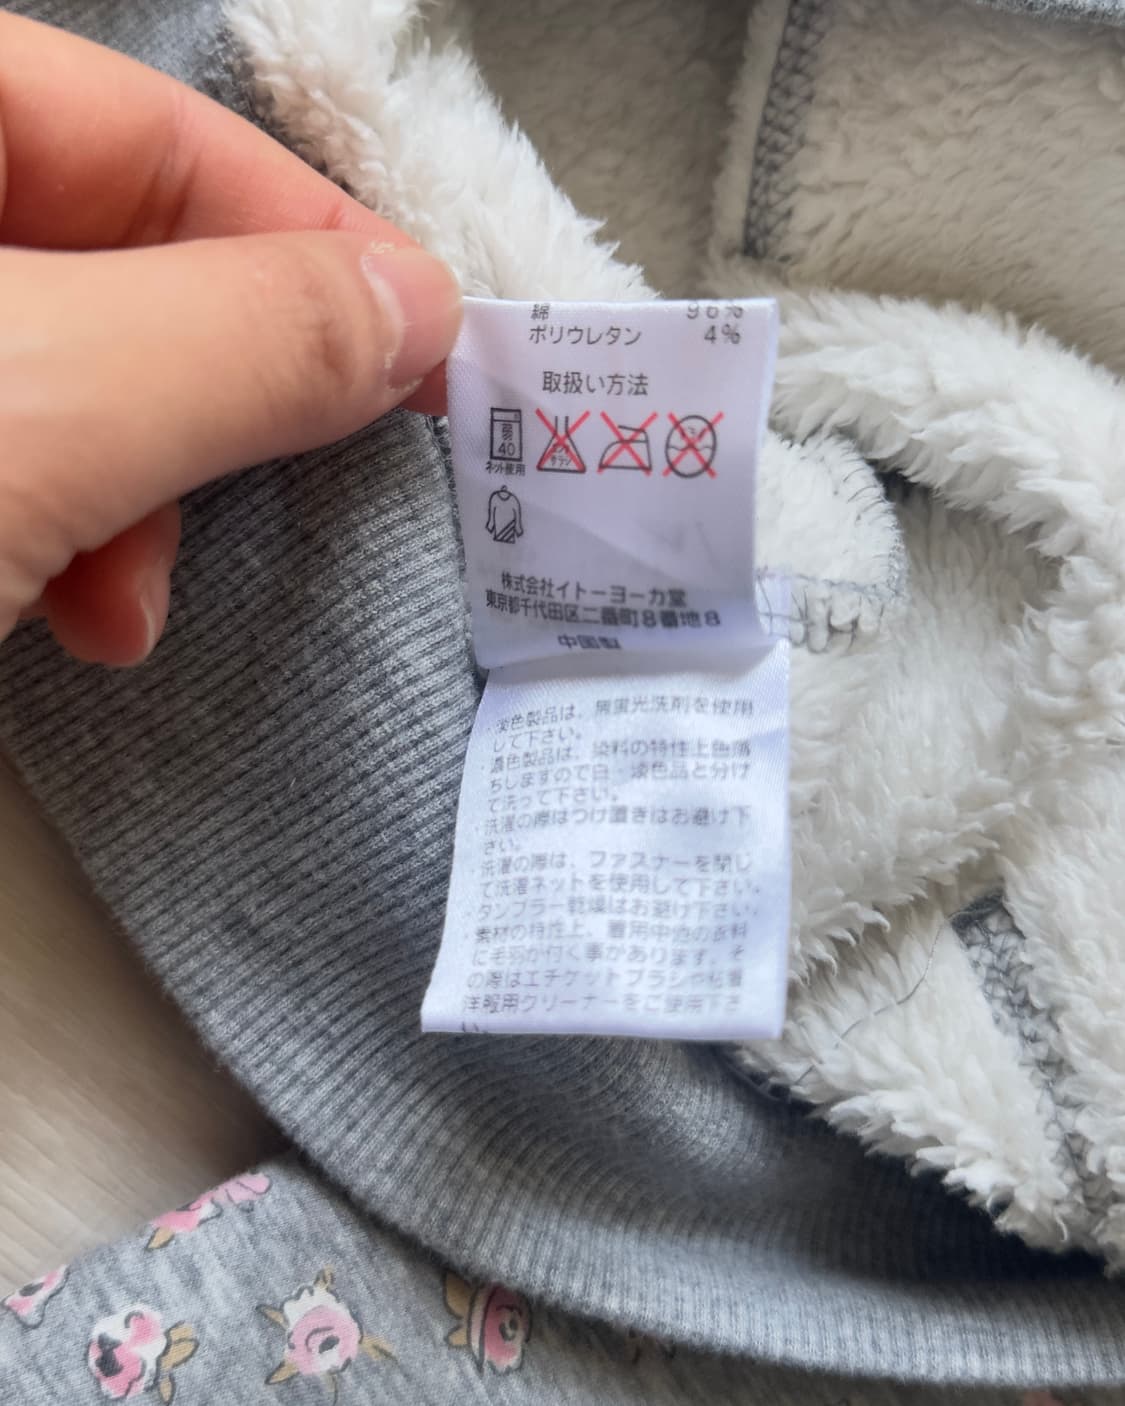 綿 96%
ポリウレタン 4%
取扱い方法
弱
40
ネット使用
エンソ
サラシ
株式会社イトーヨーカ堂
東京都千代田区二番町8番地8
中国製
・淡色製品は、無蛍光洗剤を使用
して下さい。
・濃色製品は、染料の特性上色落
ちしますので白・淡色品と分け
て洗って下さい。
・洗濯の際はつけ置きはお避け下
さい。
・洗濯の際は、ファスナーを閉じ
て洗濯ネットを使用して下さい。
・タンブラー乾燥はお避け下さい。
・素材の特性上、着用中他の衣料
に毛羽が付く事があります。そ
の際はエチケットブラシや粘着
洋服用クリーナーをご使用下さ
い。